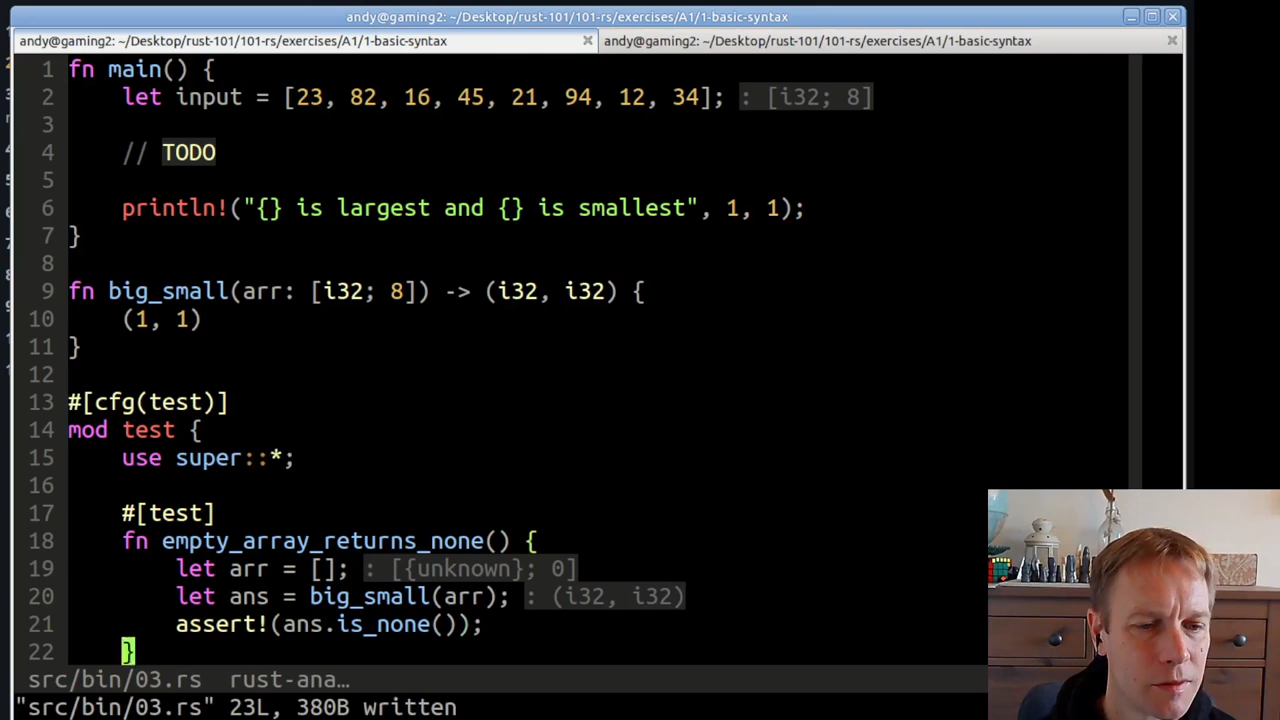 andy@gaming2: ~/Desktop/rust-101/101-rs/exercises/A1/1-basic-syntax
andy@gaming2: ~/Desktop/rust-101/101-rs/exercises/A1/1-basic-syntax
andy@gaming2: ~/Desktop/rust-101/101-rs/exercises/A1/1-basic-syntax
1 fn main() {
2     let input = [23, 82, 16, 45, 21, 94, 12, 34]; : [i32; 8]
3
4     // TODO
5
6     println!("{} is largest and {} is smallest", 1, 1);
7 }
8
9 fn big_small(arr: [i32; 8]) -> (i32, i32) {
10     (1, 1)
11 }
12
13 #[cfg(test)]
14 mod test {
15     use super::*;
16
17     #[test]
18     fn empty_array_returns_none() {
19         let arr = []; : [{unknown}; 0]
20         let ans = big_small(arr); : (i32, i32)
21         assert!(ans.is_none());
22     }
src/bin/03.rs  rust-ana…
"src/bin/03.rs" 23L, 380B written